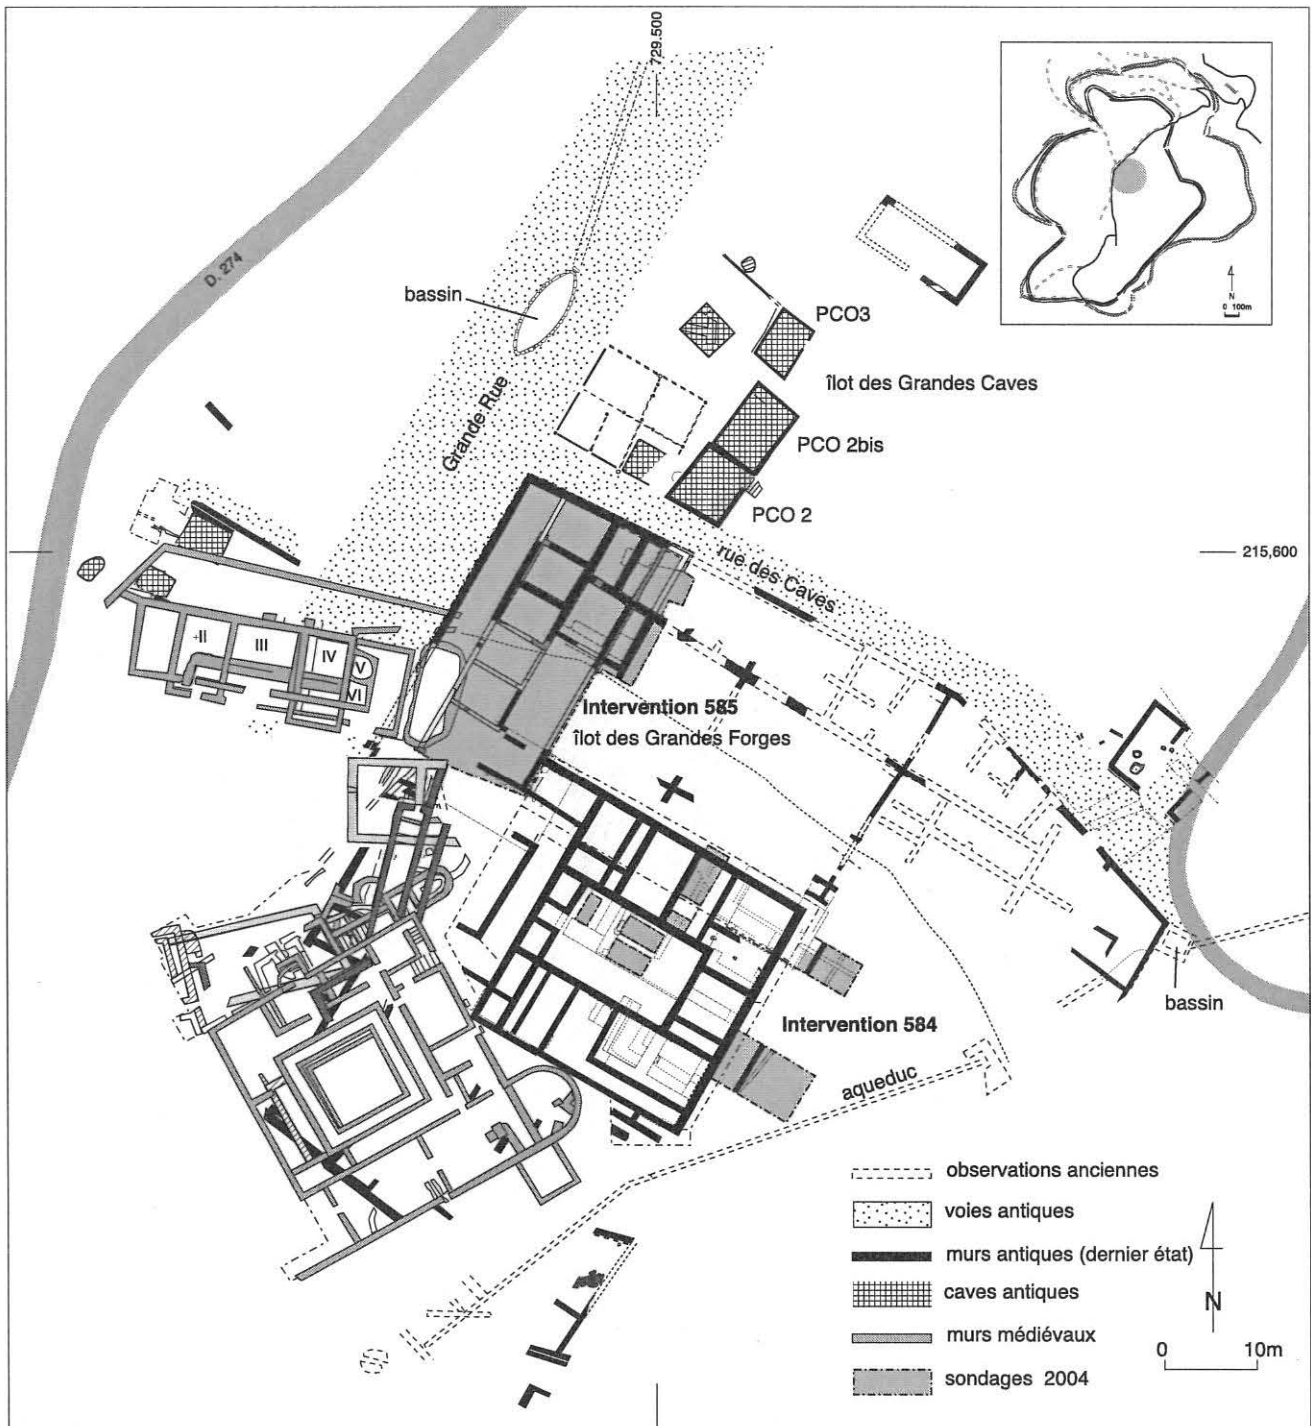 729.500
N
0 100m
D. 274
bassin
PCO3
îlot des Grandes Caves
Grande Rue
PCO 2bis
PCO 2
rue des Caves
215,600
II
III
IV
V
VI
Intervention 585
îlot des Grandes Forges
bassin
Intervention 584
aqueduc
observations anciennes
voies antiques
murs antiques (dernier état)
caves antiques
N
murs médiévaux
0 10m
sondages 2004